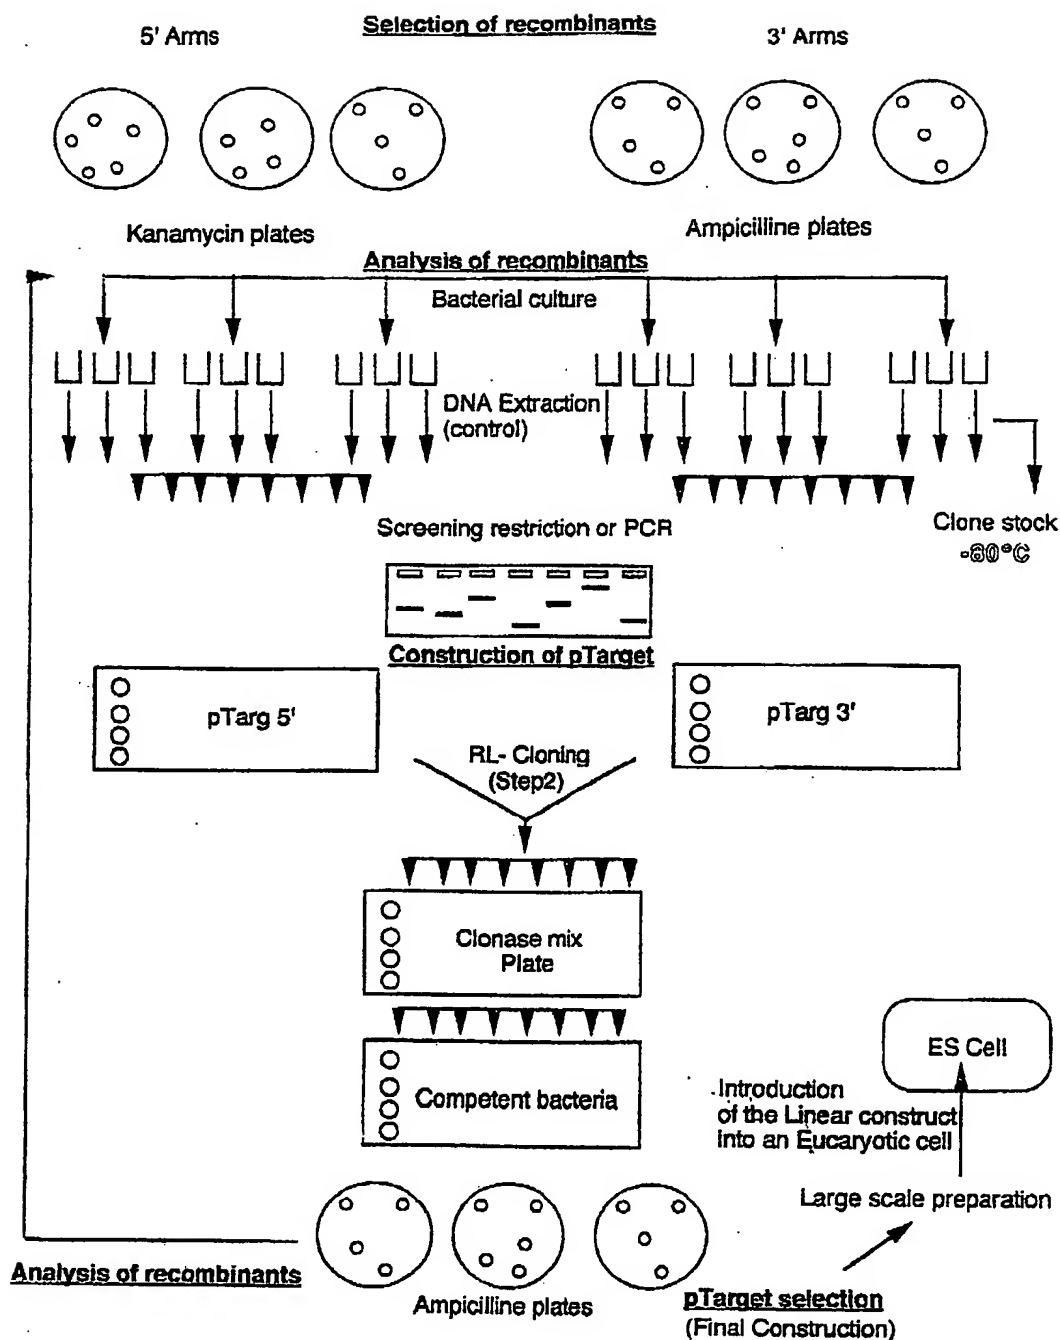 Selection of recombinants
5' Arms
3' Arms
Kanamycin plates
Ampicilline plates
Analysis of recombinants
Bacterial culture
DNA Extraction
(control)
Screening restriction or PCR
Clone stock
-80°C
Construction of pTarget
pTarg 5'
pTarg 3'
RL- Cloning
(Step2)
Clonase mix
Plate
Competent bacteria
ES Cell
Introduction
of the Linear construct
into an Eucaryotic cell
Large scale preparation
Analysis of recombinants
Ampicilline plates
pTarget selection
(Final Construction)